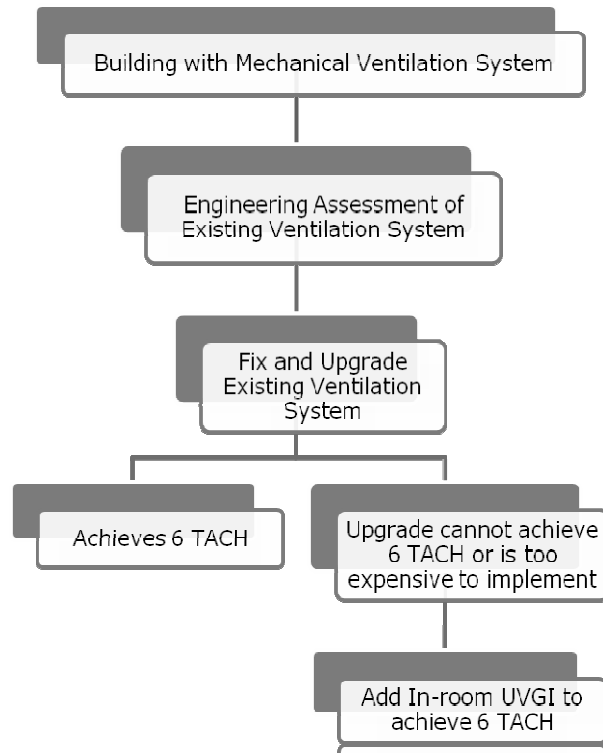 Building with Mechanical Ventilation System
Engineering Assessment of
Existing Ventilation System
Fix and Upgrade
Existing Ventilation
System
Achieves 6 TACH
Upgrade cannot achieve
6 TACH or is too
expensive to implement
Add In-room UVGI to
achieve 6 TACH